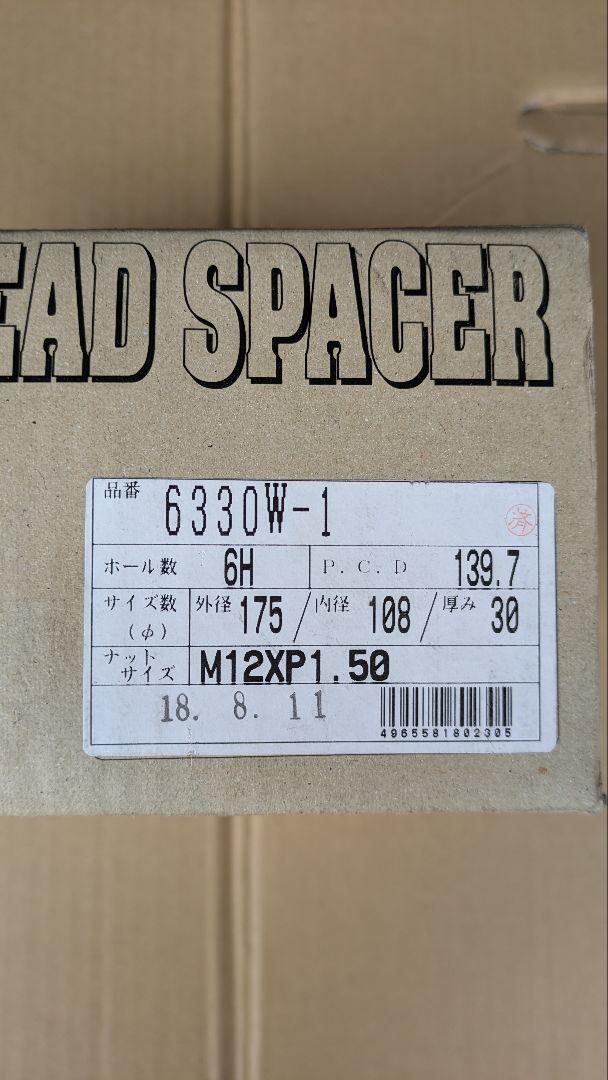 EAD SPACER
品番 6330W-1 済
ホール数 6H P.C.D 139.7
サイズ数 (φ) 外径 175 / 内径 108 / 厚み 30
ナットサイズ M12XP1.50
18. 8. 11
4965581802305